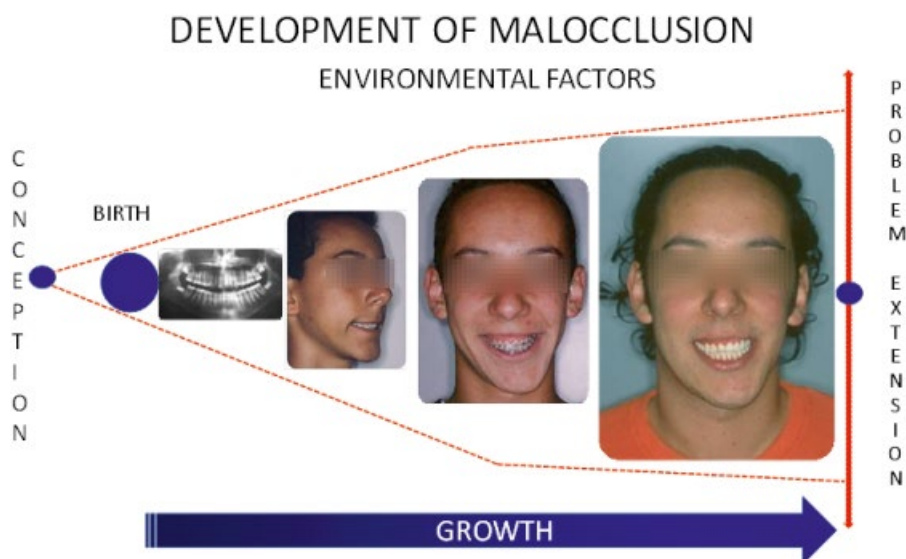 DEVELOPMENT OF MALOCCLUSION
ENVIRONMENTAL FACTORS
CONCEPTION
BIRTH
PROBLEM EXTENSION
GROWTH